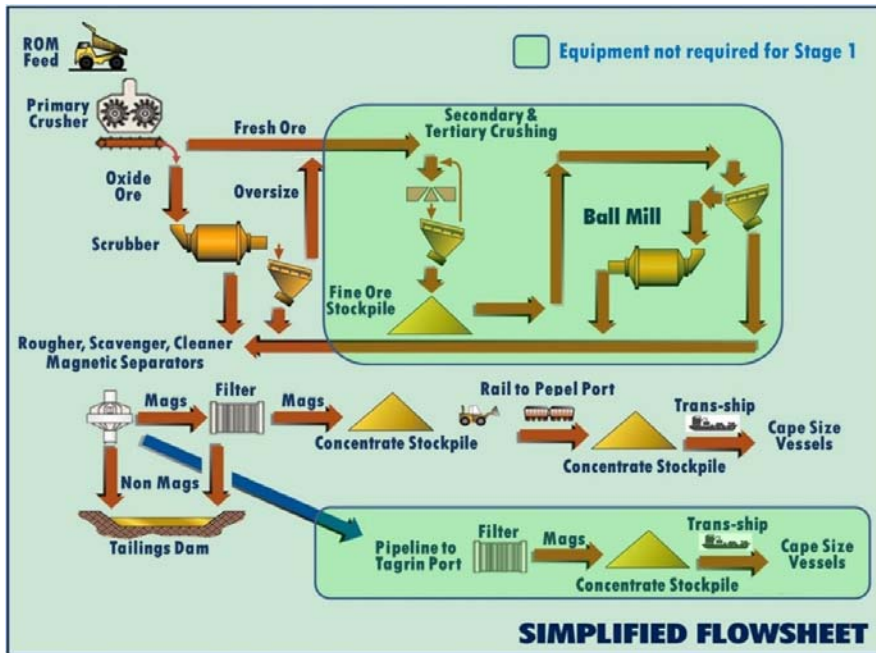 ROM
Feed
Equipment not required for Stage 1
Primary
Crusher
Fresh Ore
Secondary &
Tertiary Crushing
Oxide
Ore
Oversize
Ball Mill
Scrubber
Fine Ore
Stockpile
Rougher, Scavenger, Cleaner
Magnetic Separators
Mags
Filter
Mags
Concentrate Stockpile
Rail to Pepel Port
Concentrate Stockpile
Trans-ship
Cape Size
Vessels
Non Mags
Tailings Dam
Pipeline to
Tagrin Port
Filter
Mags
Concentrate Stockpile
Trans-ship
Cape Size
Vessels
SIMPLIFIED FLOWSHEET